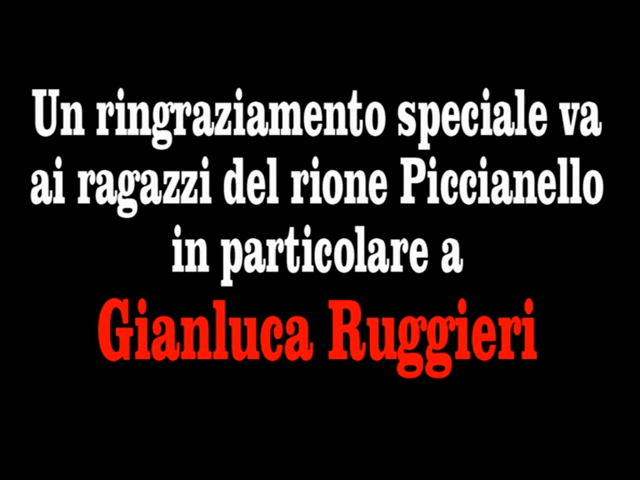 Un ringraziamento speciale va
ai ragazzi del rione Piccianello
in particolare a
Gianluca Ruggieri